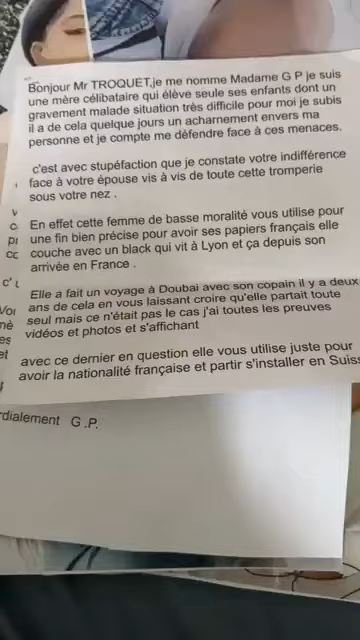 Bonjour Mr TROQUET,je me nomme Madame G P je suis
une mère célibataire qui élève seule ses enfants dont un
gravement malade situation très difficile pour moi je subis
il a de cela quelque jours un acharnement envers ma
personne et je compte me défendre face à ces menaces.
c'est avec stupéfaction que je constate votre indifférence
face à votre épouse vis à vis de toute cette tromperie
sous votre nez .
En effet cette femme de basse moralité vous utilise pour
une fin bien précise pour avoir ses papiers français elle
couche avec un black qui vit à Lyon et ça depuis son
arrivée en France .
Elle a fait un voyage à Doubai avec son copain il y a deux
ans de cela en vous laissant croire qu'elle partait toute
seul mais ce n'était pas le cas j'ai toutes les preuves
vidéos et photos et s'affichant
avec ce dernier en question elle vous utilise juste pour
avoir la nationalité française et partir s'installer en Suiss
rdialement G .P.